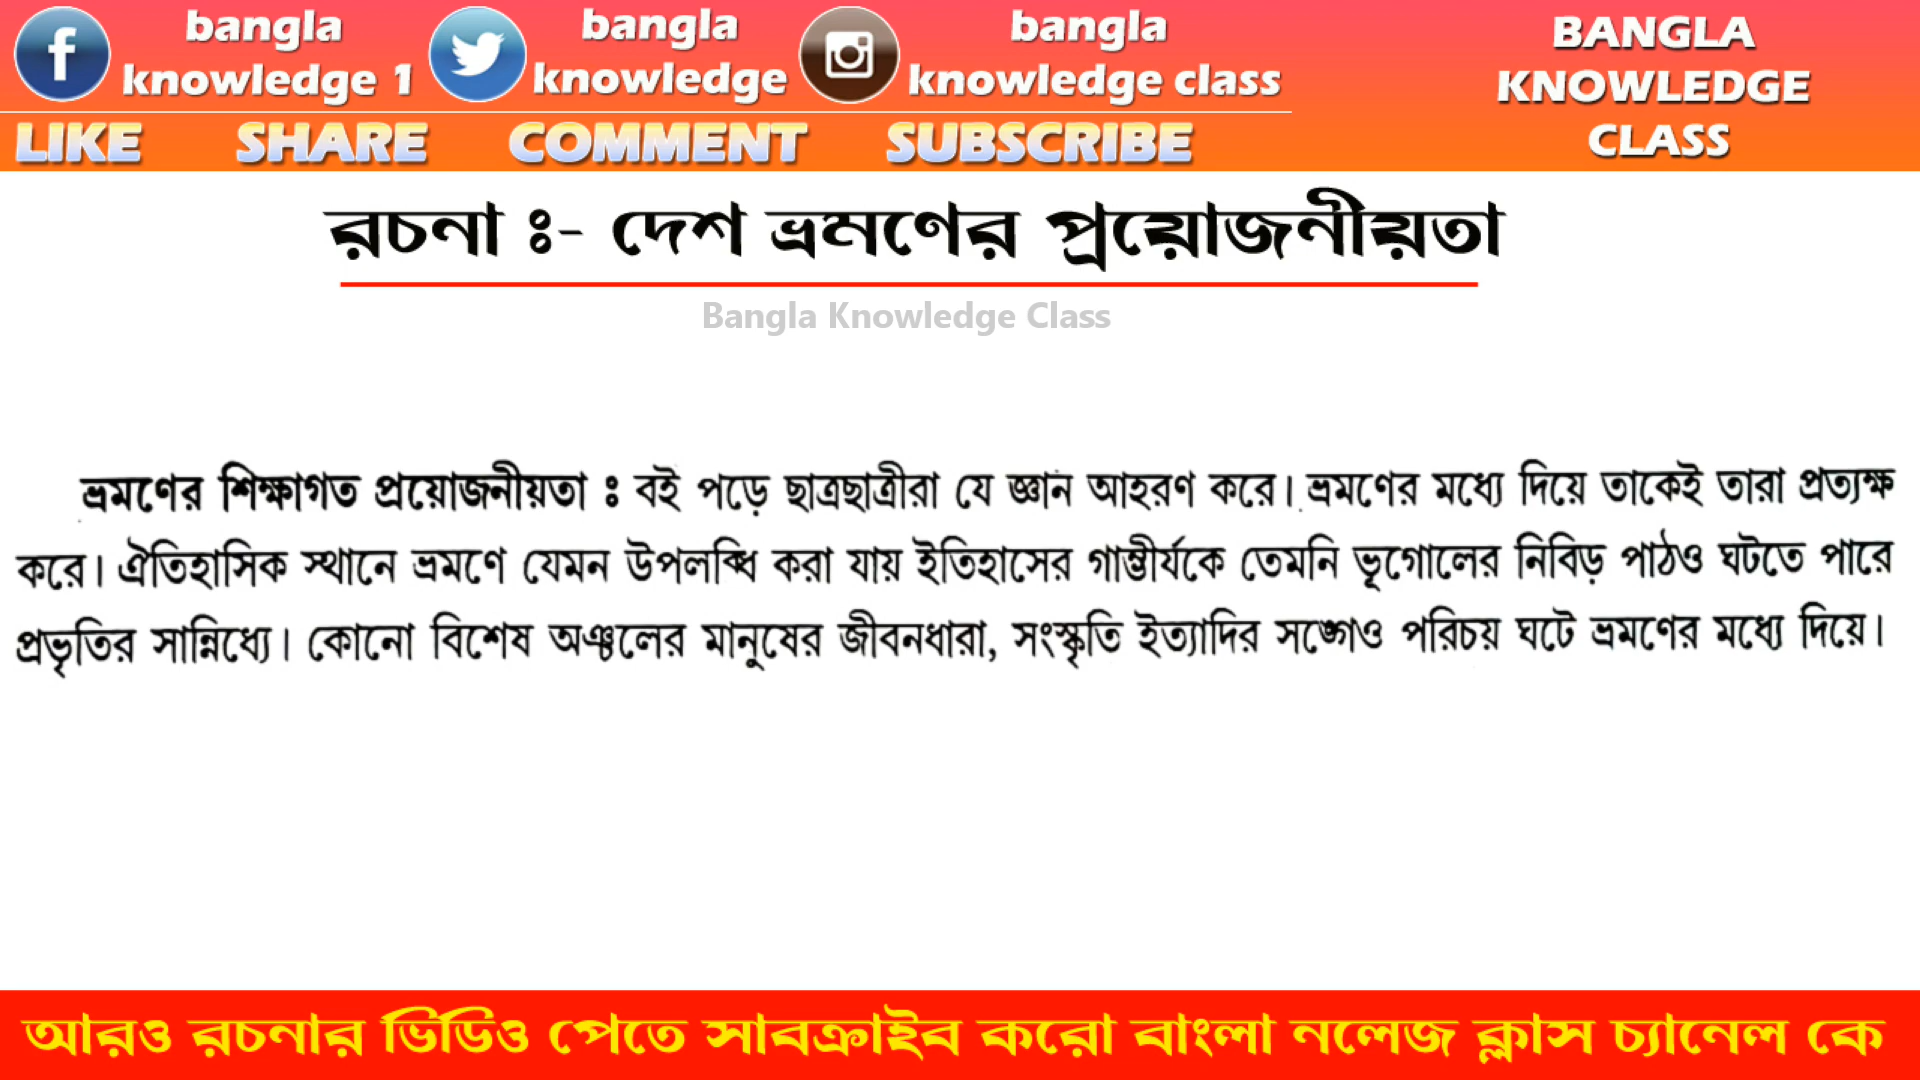 bangla
knowledge 1
bangla
knowledge
bangla
knowledge class
BANGLA
KNOWLEDGE
CLASS
LIKE SHARE COMMENT SUBSCRIBE
রচনা ঃ- দেশ ভ্রমণের প্রয়োজনীয়তা
Bangla Knowledge Class
ভ্রমণের শিক্ষাগত প্রয়োজনীয়তা ঃ বই পড়ে ছাত্রছাত্রীরা যে জ্ঞান আহরণ করে। ভ্রমণের মধ্যে দিয়ে তাকেই তারা প্রত্যক্ষ
করে। ঐতিহাসিক স্থানে ভ্রমণে যেমন উপলব্ধি করা যায় ইতিহাসের গাম্ভীর্যকে তেমনি ভূগোলের নিবিড় পাঠও ঘটতে পারে
প্রভৃতির সান্নিধ্যে। কোনো বিশেষ অঞ্চলের মানুষের জীবনধারা, সংস্কৃতি ইত্যাদির সঙ্গেও পরিচয় ঘটে ভ্রমণের মধ্যে দিয়ে।
আরও রচনার ভিডিও পেতে সাবক্রাইব করো বাংলা নলেজ ক্লাস চ্যানেল কে